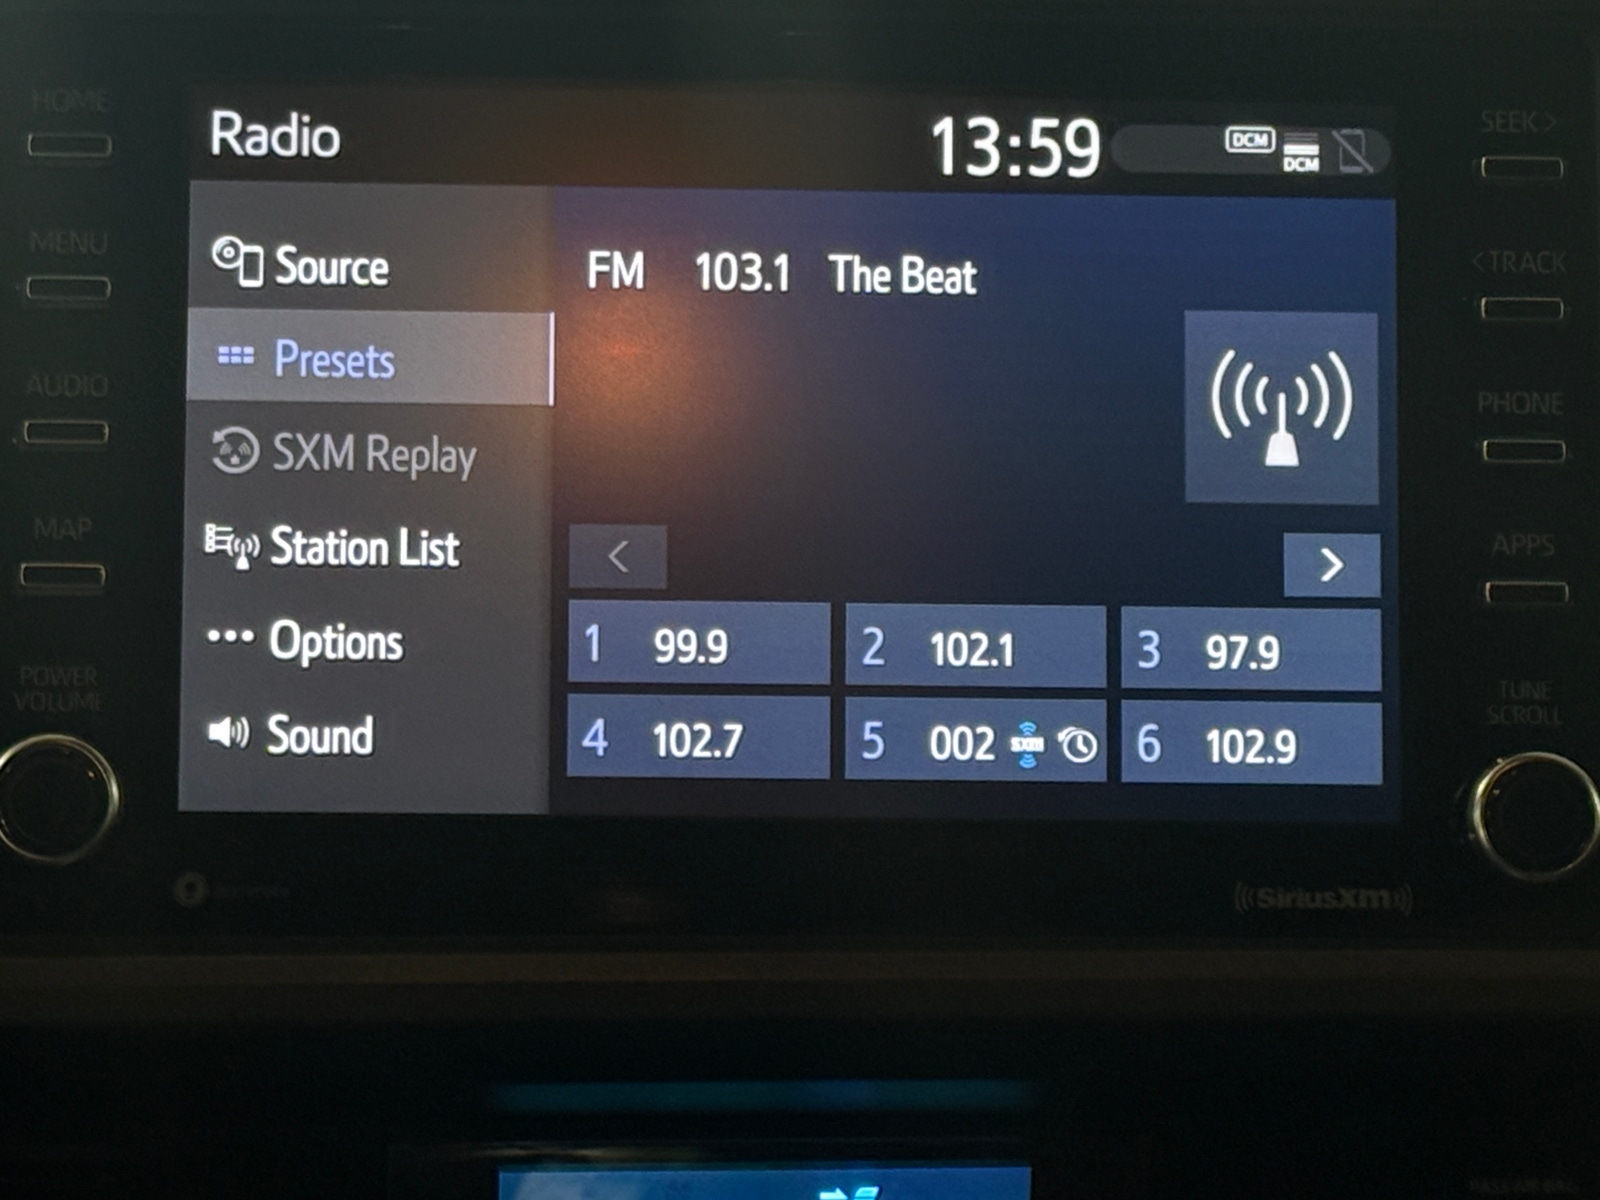 HOME
MENU
AUDIO
MAP
POWER
VOLUME
Radio
13:59
DCM
DCM
Source
Presets
SXM Replay
Station List
Options
Sound
FM 103.1 The Beat
<
>
1 99.9
2 102.1
3 97.9
4 102.7
5 002 SXM
6 102.9
SEEK >
< TRACK
PHONE
APPS
TUNE
SCROLL
SiriusXM